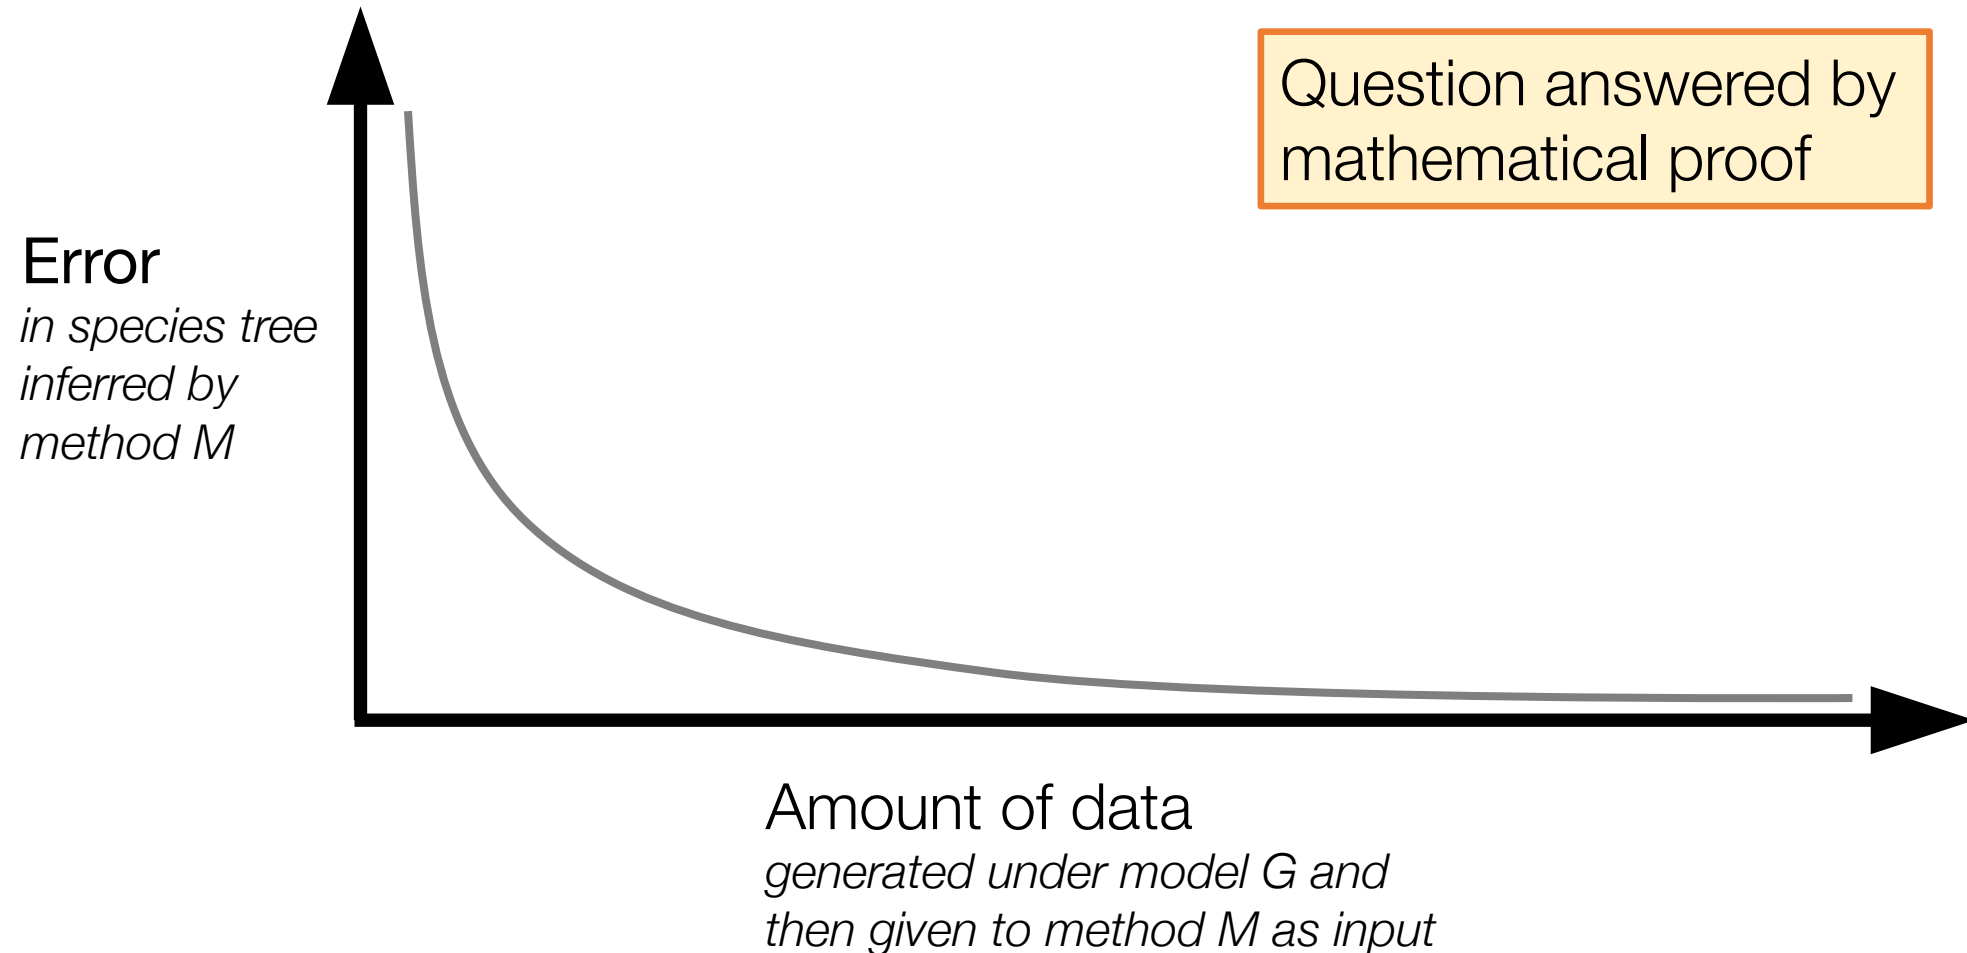 Question answered by
mathematical proof
Error
in species tree
inferred by
method M
Amount of data
generated under model G and
then given to method M as input